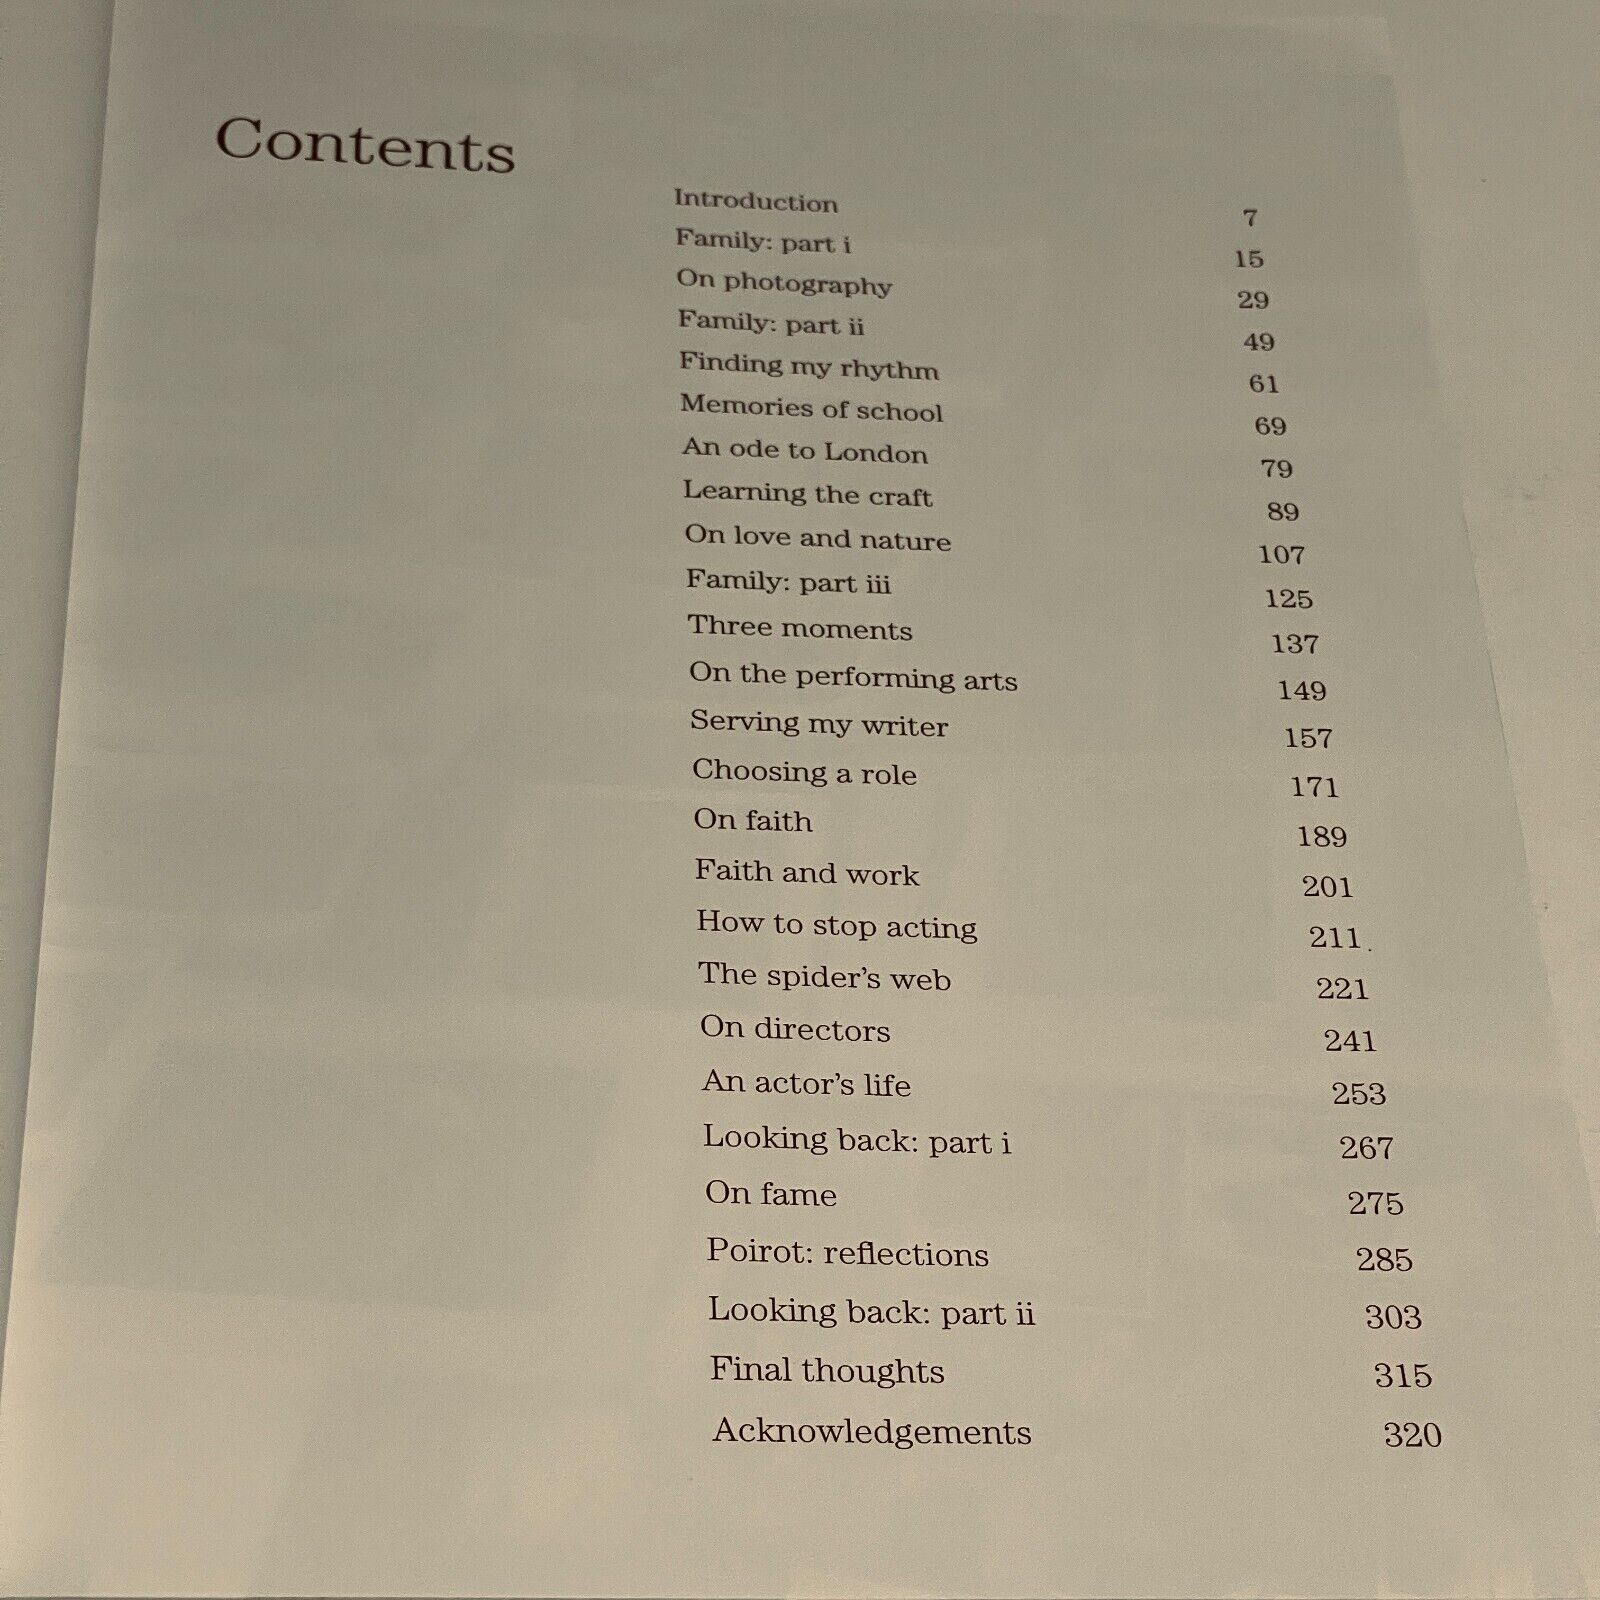 Contents
Introduction 7
Family: part i 15
On photography 29
Family: part ii 49
Finding my rhythm 61
Memories of school 69
An ode to London 79
Learning the craft 89
On love and nature 107
Family: part iii 125
Three moments 137
On the performing arts 149
Serving my writer 157
Choosing a role 171
On faith 189
Faith and work 201
How to stop acting 211
The spider’s web 221
On directors 241
An actor’s life 253
Looking back: part i 267
On fame 275
Poirot: reflections 285
Looking back: part ii 303
Final thoughts 315
Acknowledgements 320